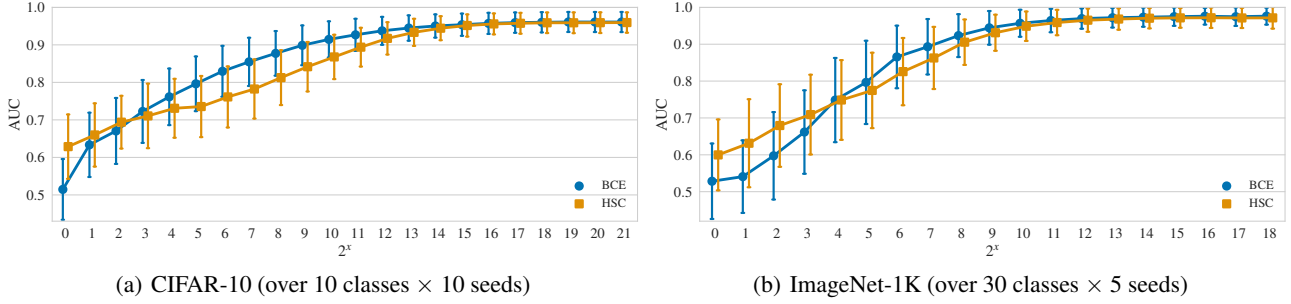 1.0
0.9
0.8
0.7
0.6
0.5
AUC
BCE
HSC
0 1 2 3 4 5 6 7 8 9 10 11 12 13 14 15 16 17 18 19 20 21
2^x
(a) CIFAR-10 (over 10 classes × 10 seeds)
1.0
0.9
0.8
0.7
0.6
0.5
AUC
BCE
HSC
0 1 2 3 4 5 6 7 8 9 10 11 12 13 14 15 16 17 18
2^x
(b) ImageNet-1K (over 30 classes × 5 seeds)